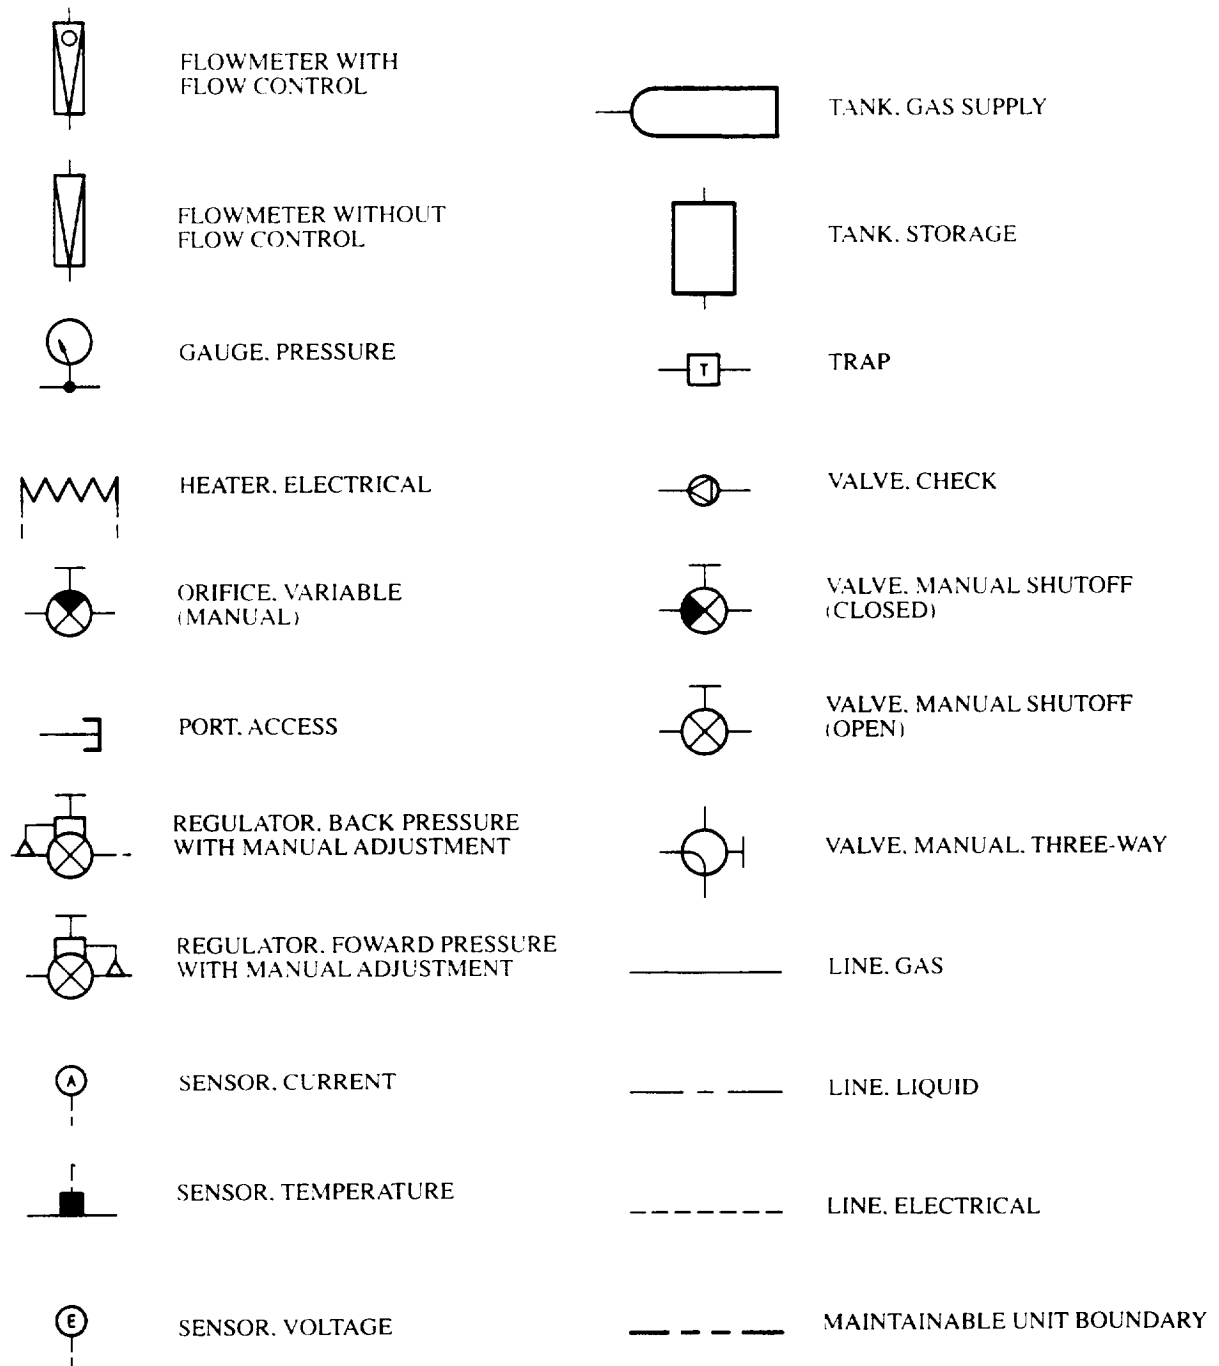 FLOWMETER WITH
FLOW CONTROL
FLOWMETER WITHOUT
FLOW CONTROL
GAUGE. PRESSURE
HEATER. ELECTRICAL
ORIFICE. VARIABLE
(MANUAL)
PORT. ACCESS
REGULATOR. BACK PRESSURE
WITH MANUAL ADJUSTMENT
REGULATOR. FOWARD PRESSURE
WITH MANUAL ADJUSTMENT
A
SENSOR. CURRENT
SENSOR. TEMPERATURE
E
SENSOR. VOLTAGE
TANK. GAS SUPPLY
TANK. STORAGE
T
TRAP
VALVE. CHECK
VALVE. MANUAL SHUTOFF
(CLOSED)
VALVE. MANUAL SHUTOFF
(OPEN)
VALVE. MANUAL. THREE-WAY
LINE. GAS
LINE. LIQUID
LINE. ELECTRICAL
MAINTAINABLE UNIT BOUNDARY